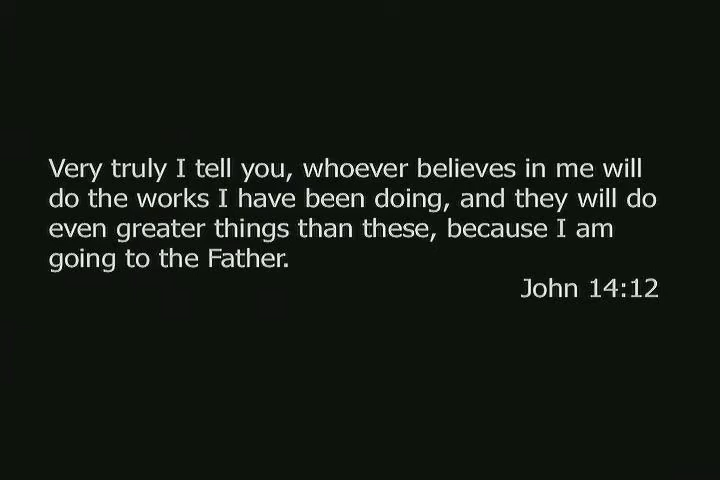 Very truly I tell you, whoever believes in me will
do the works I have been doing, and they will do
even greater things than these, because I am
going to the Father.
John 14:12